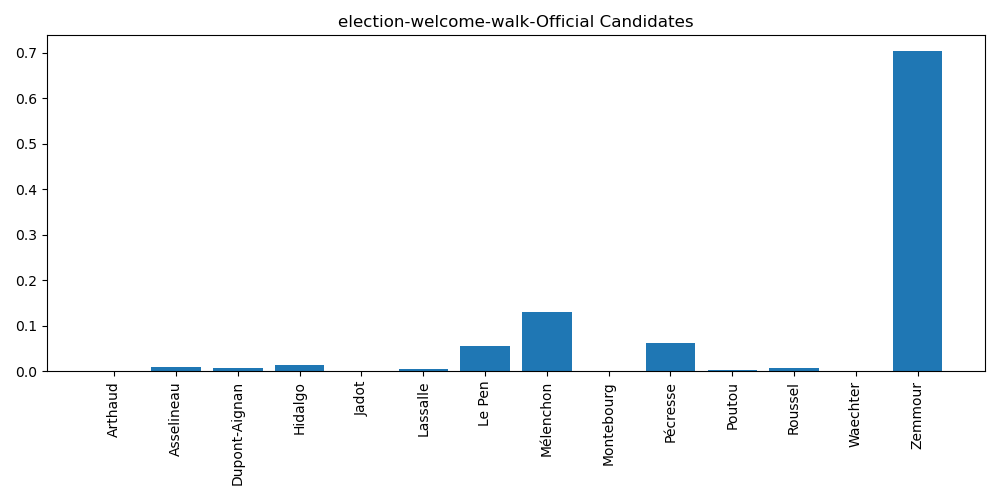 election-welcome-walk-Official Candidates
0.7
0.6
0.5
0.4
0.3
0.2
0.1
0.0
Arthaud
Asselineau
Dupont-Aignan
Hidalgo
Jadot
Lassalle
Le Pen
Mélenchon
Montebourg
Pécresse
Poutou
Roussel
Waechter
Zemmour